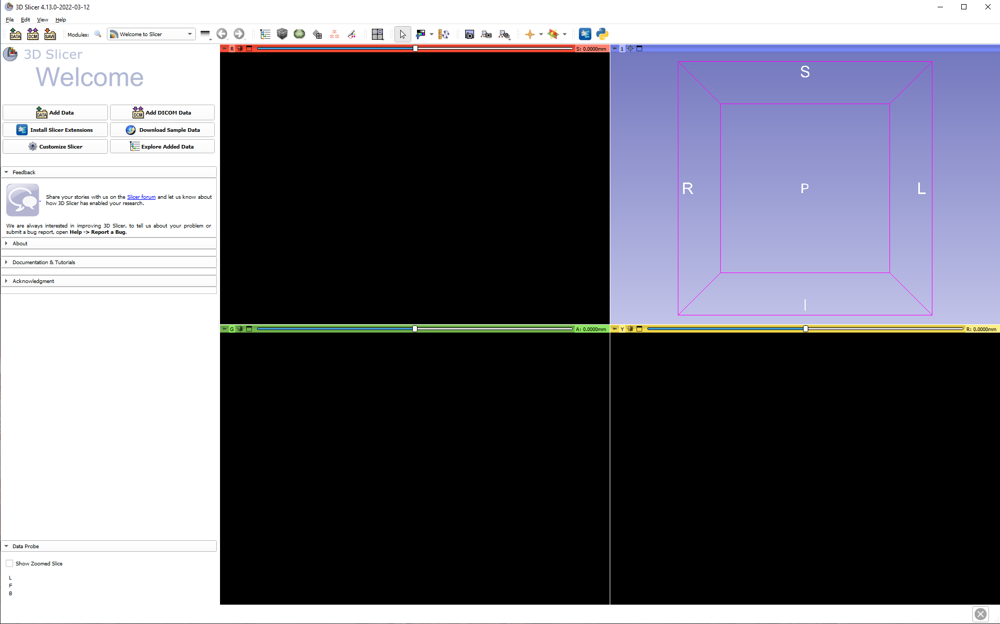 3D Slicer 4.13.0-2022-03-12
File Edit View Help
DATA DCM SAVE Modules: Welcome to Slicer
R S: 0.0000mm
1
3D Slicer
Welcome
DATA Add Data
DCM Add DICOM Data
Install Slicer Extensions
Download Sample Data
Customize Slicer
Explore Added Data
Feedback
Share your stories with us on the Slicer forum and let us know about
how 3D Slicer has enabled your research.
We are always interested in improving 3D Slicer, to tell us about your problem or
submit a bug report, open Help -> Report a Bug.
About
Documentation & Tutorials
Acknowledgment
S
R P L
I
G A: 0.0000mm
Y R: 0.0000mm
Data Probe
Show Zoomed Slice
L
F
B